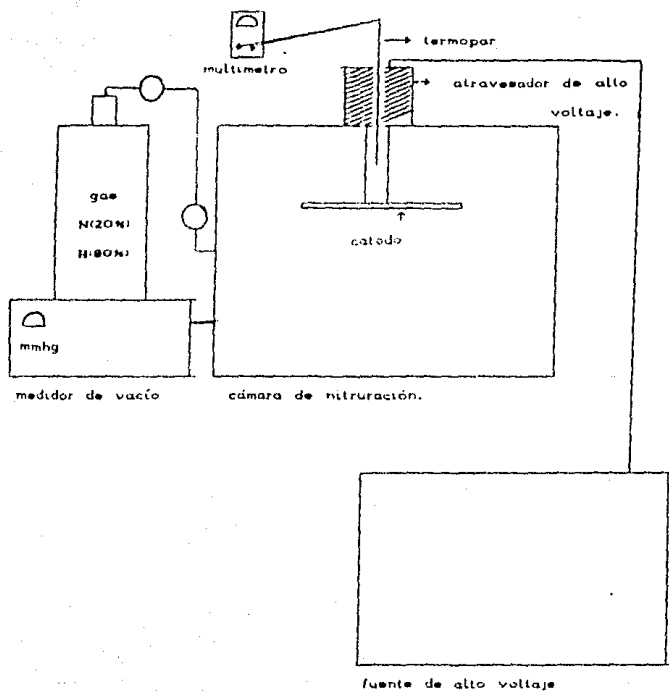 termopar
multimetro
atravesador de alto
voltaje.
gas
N(20%)
H(80%)
catodo
mmhg
medidor de vacío
cámara de nitruración.
fuente de alto voltaje